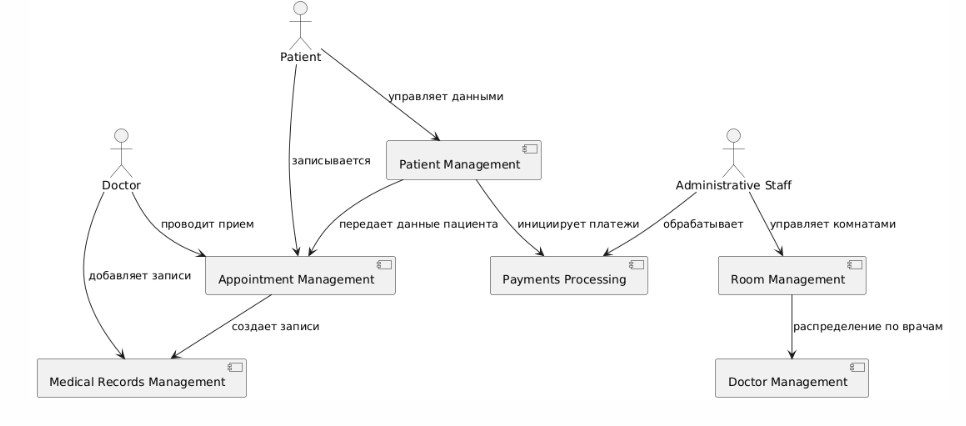 Patient
управляет данными
Patient Management
записывается
Doctor
Administrative Staff
проводит прием
передает данные пациента
инициирует платежи
обрабатывает
управляет комнатами
добавляет записи
Appointment Management
Payments Processing
Room Management
создает записи
распределение по врачам
Medical Records Management
Doctor Management